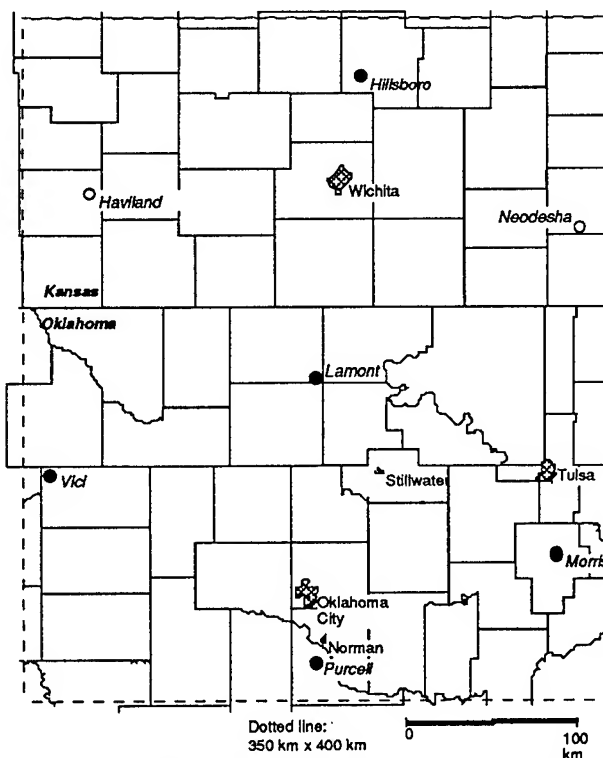 Hillsboro
Wichita
Haviland
Neodesha
Kansas
Oklahoma
Lamont
Vici
Stillwater
Tulsa
Morris
Oklahoma
City
Norman
Purcell
Dotted line:
350 km x 400 km
0
100
km